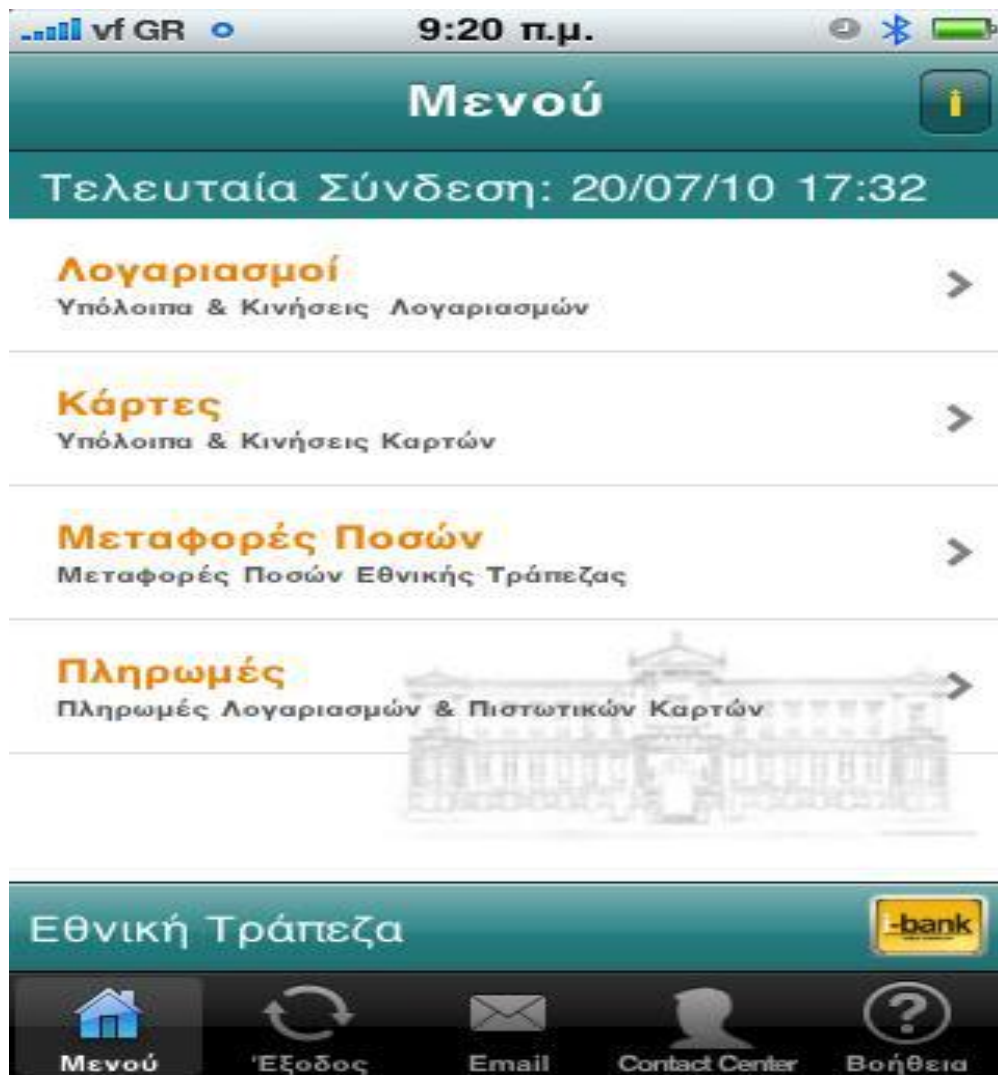 vf GR 9:20 π.μ.
Μενού
i
Τελευταία Σύνδεση: 20/07/10 17:32
Λογαριασμοί
Υπόλοιπα & Κινήσεις Λογαριασμών
Κάρτες
Υπόλοιπα & Κινήσεις Καρτών
Μεταφορές Ποσών
Μεταφορές Ποσών Εθνικής Τράπεζας
Πληρωμές
Πληρωμές Λογαριασμών & Πιστωτικών Καρτών
Εθνική Τράπεζα
i-bank
Μενού Έξοδος Email Contact Center Βοήθεια